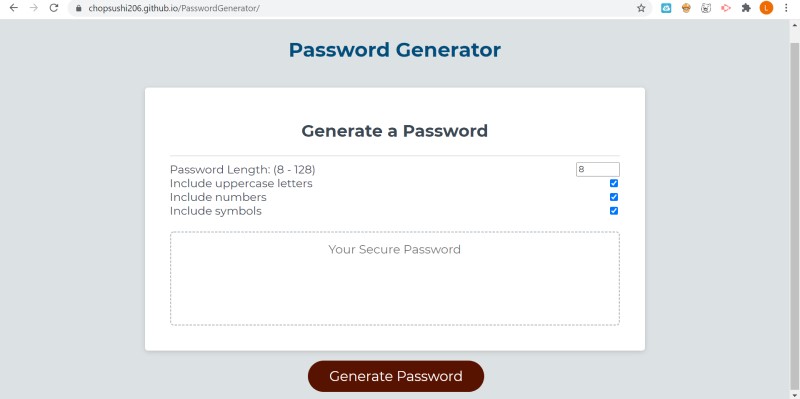 chopsushi206.github.io/PasswordGenerator/
L
Password Generator
Generate a Password
Password Length: (8 - 128) 8
Include uppercase letters
Include numbers
Include symbols
Your Secure Password
Generate Password